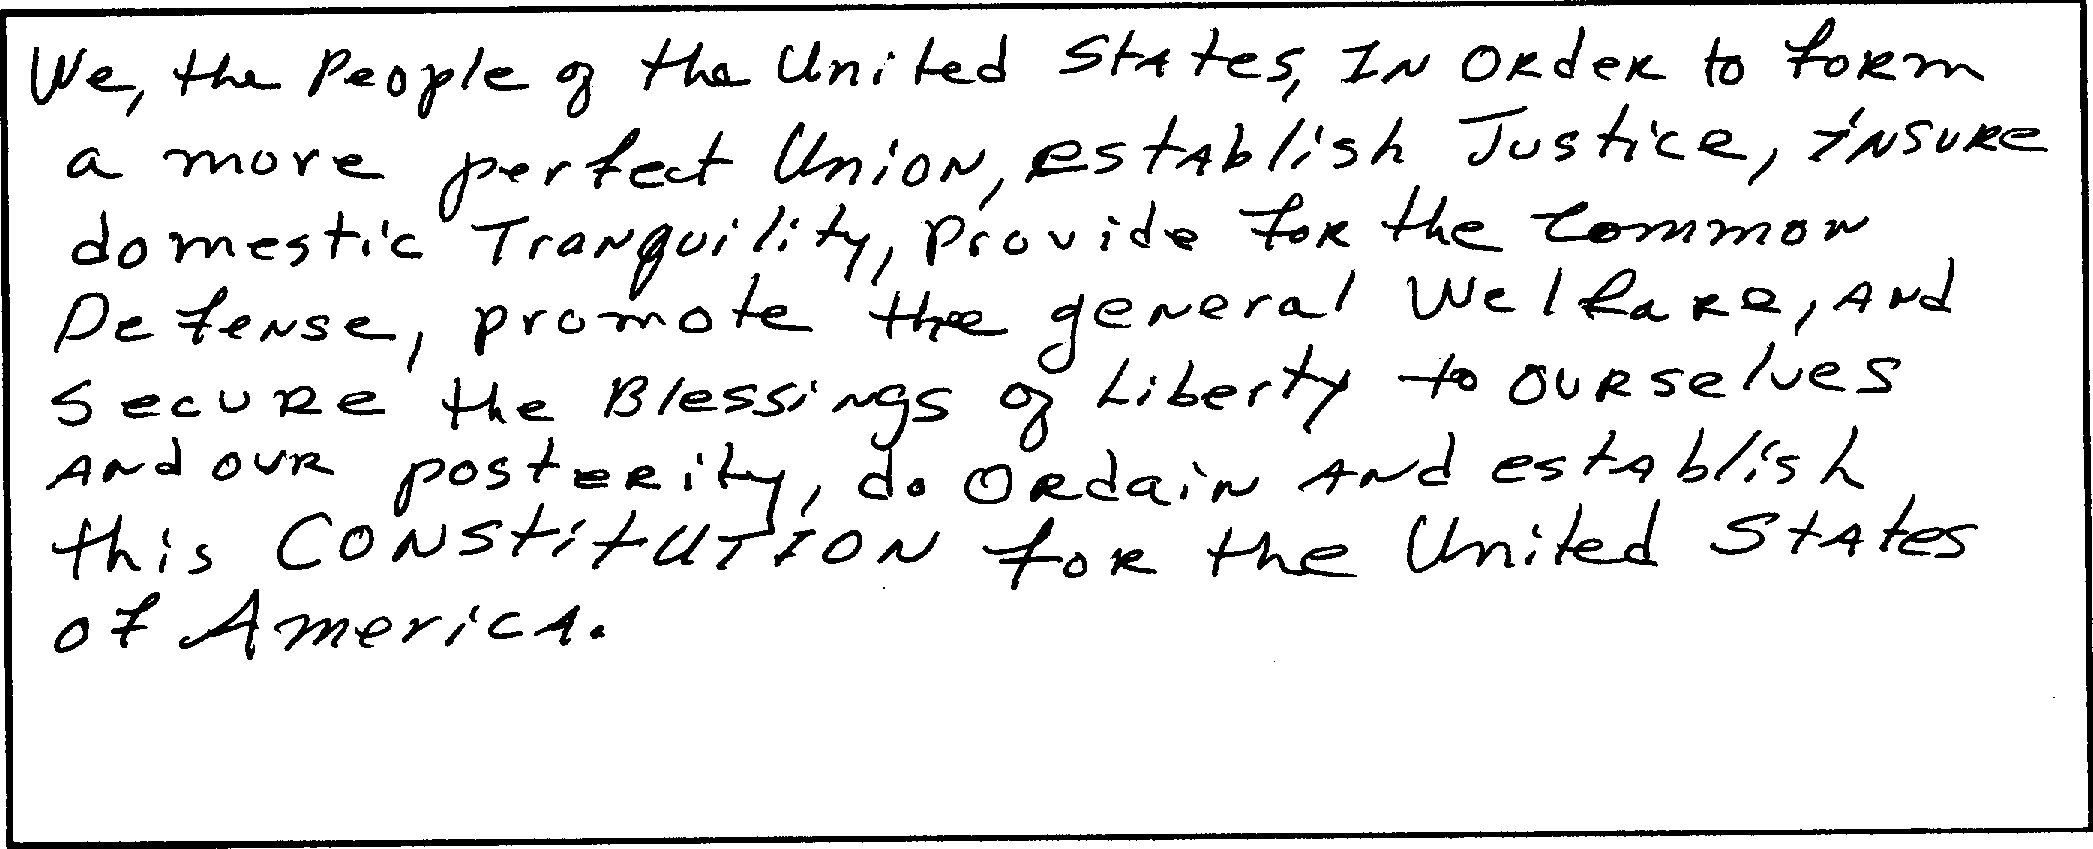 We, the People of the United States, In Order to form
a more perfect Union, establish Justice, insure
domestic Tranquility, provide for the common
Defense, promote the general Welfare, and
secure the Blessings of Liberty to ourselves
and our posterity, do ordain and establish
this CONSTITUTION for the United States
of America.